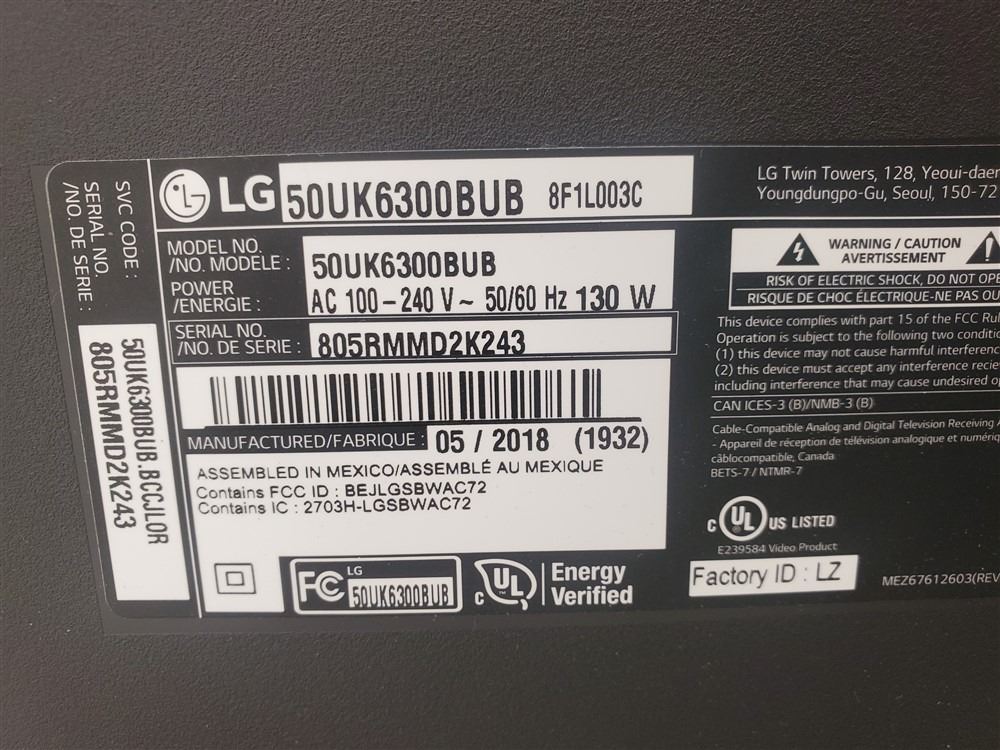 SVC CODE :
SERIAL NO.
/NO. DE SERIE :
50UK6300BUB.BCCJLOR
805RMMD2K243
LG 50UK6300BUB 8F1L003C
MODEL NO.
/NO. MODÈLE : 50UK6300BUB
POWER
/ENERGIE : AC 100 – 240 V ~ 50/60 Hz 130 W
SERIAL NO.
/NO. DE SERIE : 805RMMD2K243
MANUFACTURED/FABRIQUE : 05 / 2018 (1932)
ASSEMBLED IN MEXICO/ASSEMBLÉ AU MEXIQUE
Contains FCC ID : BEJLGSBWAC72
Contains IC : 2703H-LGSBWAC72
FC LG
50UK6300BUB
C UL Energy
Verified
LG Twin Towers, 128, Yeoui-daer
Youngdungpo-Gu, Seoul, 150-72
WARNING / CAUTION
AVERTISSEMENT
RISK OF ELECTRIC SHOCK, DO NOT OPE
RISQUE DE CHOC ÉLECTRIQUE-NE PAS OU
This device complies with part 15 of the FCC Rul
Operation is subject to the following two conditio
(1) this device may not cause harmful interferenc
(2) this device must accept any interference recie
including interference that may cause undesired o
CAN ICES-3 (B)/NMB-3 (B)
Cable-Compatible Analog and Digital Television Receiving A
- Appareil de réception de télévision analogique et numériq
câblocompatible, Canada
BETS-7 / NTMR-7
C UL US LISTED
E239584 Video Product
Factory ID : LZ
MEZ67612603(REV